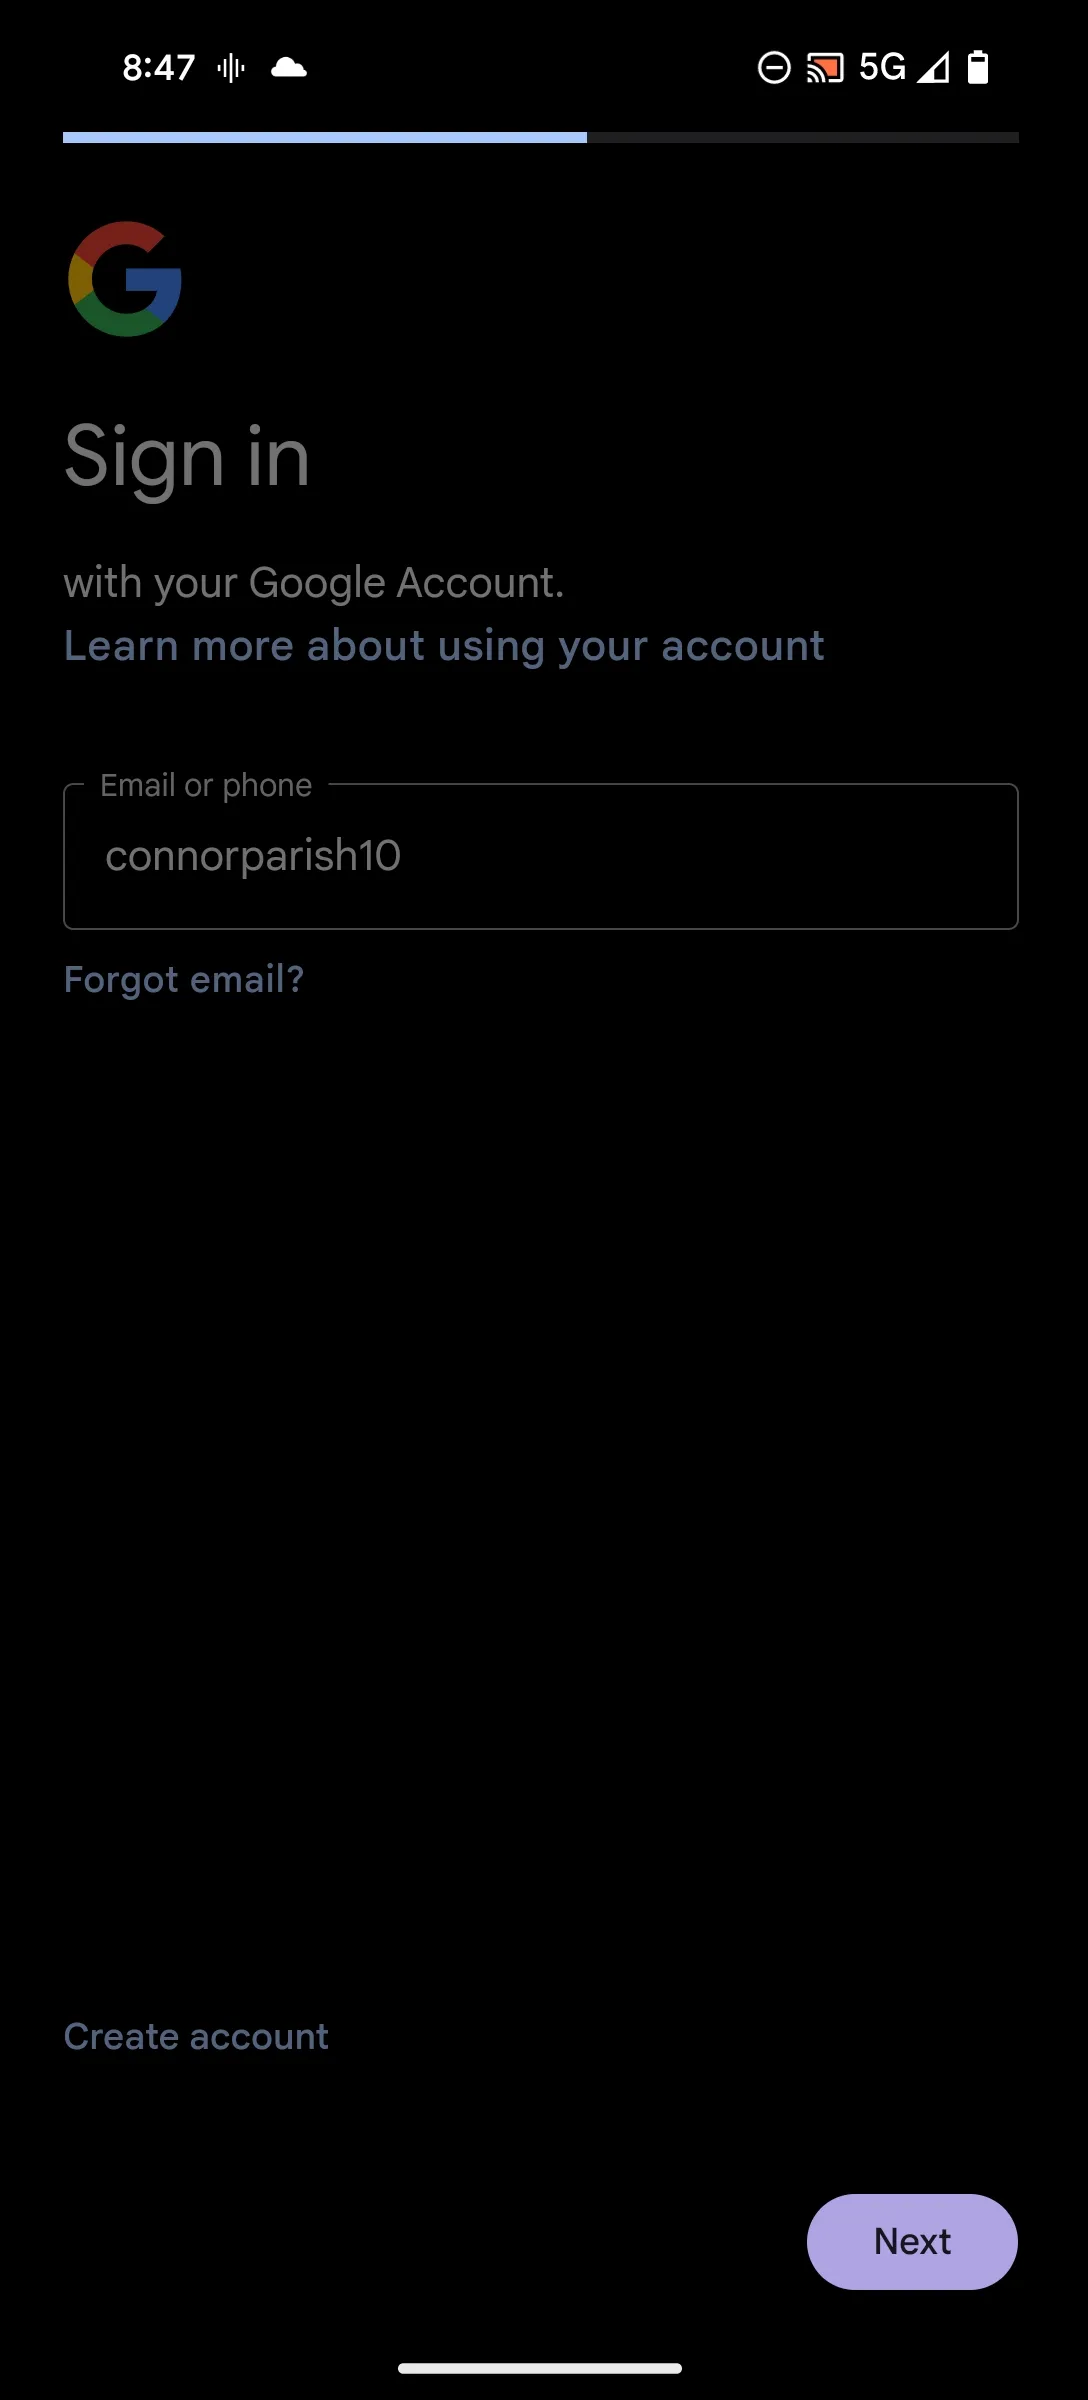 8:47 5G
Sign in
with your Google Account.
Learn more about using your account
Email or phone
connorparish10
Forgot email?
Create account
Next